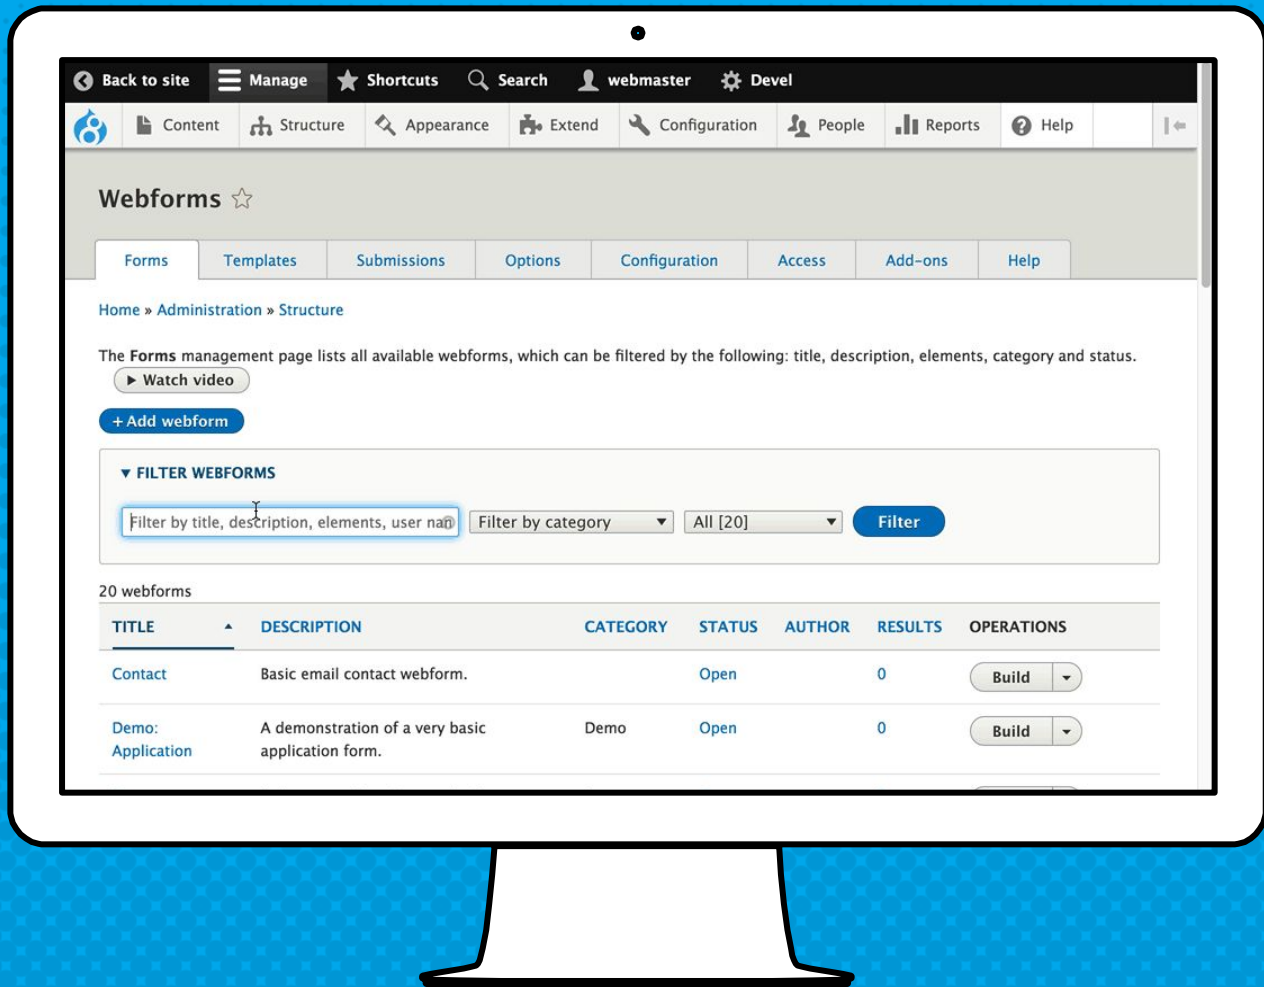 Back to site Manage Shortcuts Search webmaster Devel
Content Structure Appearance Extend Configuration People Reports Help
Webforms
Forms Templates Submissions Options Configuration Access Add-ons Help
Home » Administration » Structure
The Forms management page lists all available webforms, which can be filtered by the following: title, description, elements, category and status.
Watch video
+ Add webform
FILTER WEBFORMS
Filter by title, description, elements, user nan Filter by category All [20] Filter
20 webforms
TITLE DESCRIPTION CATEGORY STATUS AUTHOR RESULTS OPERATIONS
Contact Basic email contact webform. Open 0 Build
Demo: A demonstration of a very basic Demo Open 0 Build
Application application form.